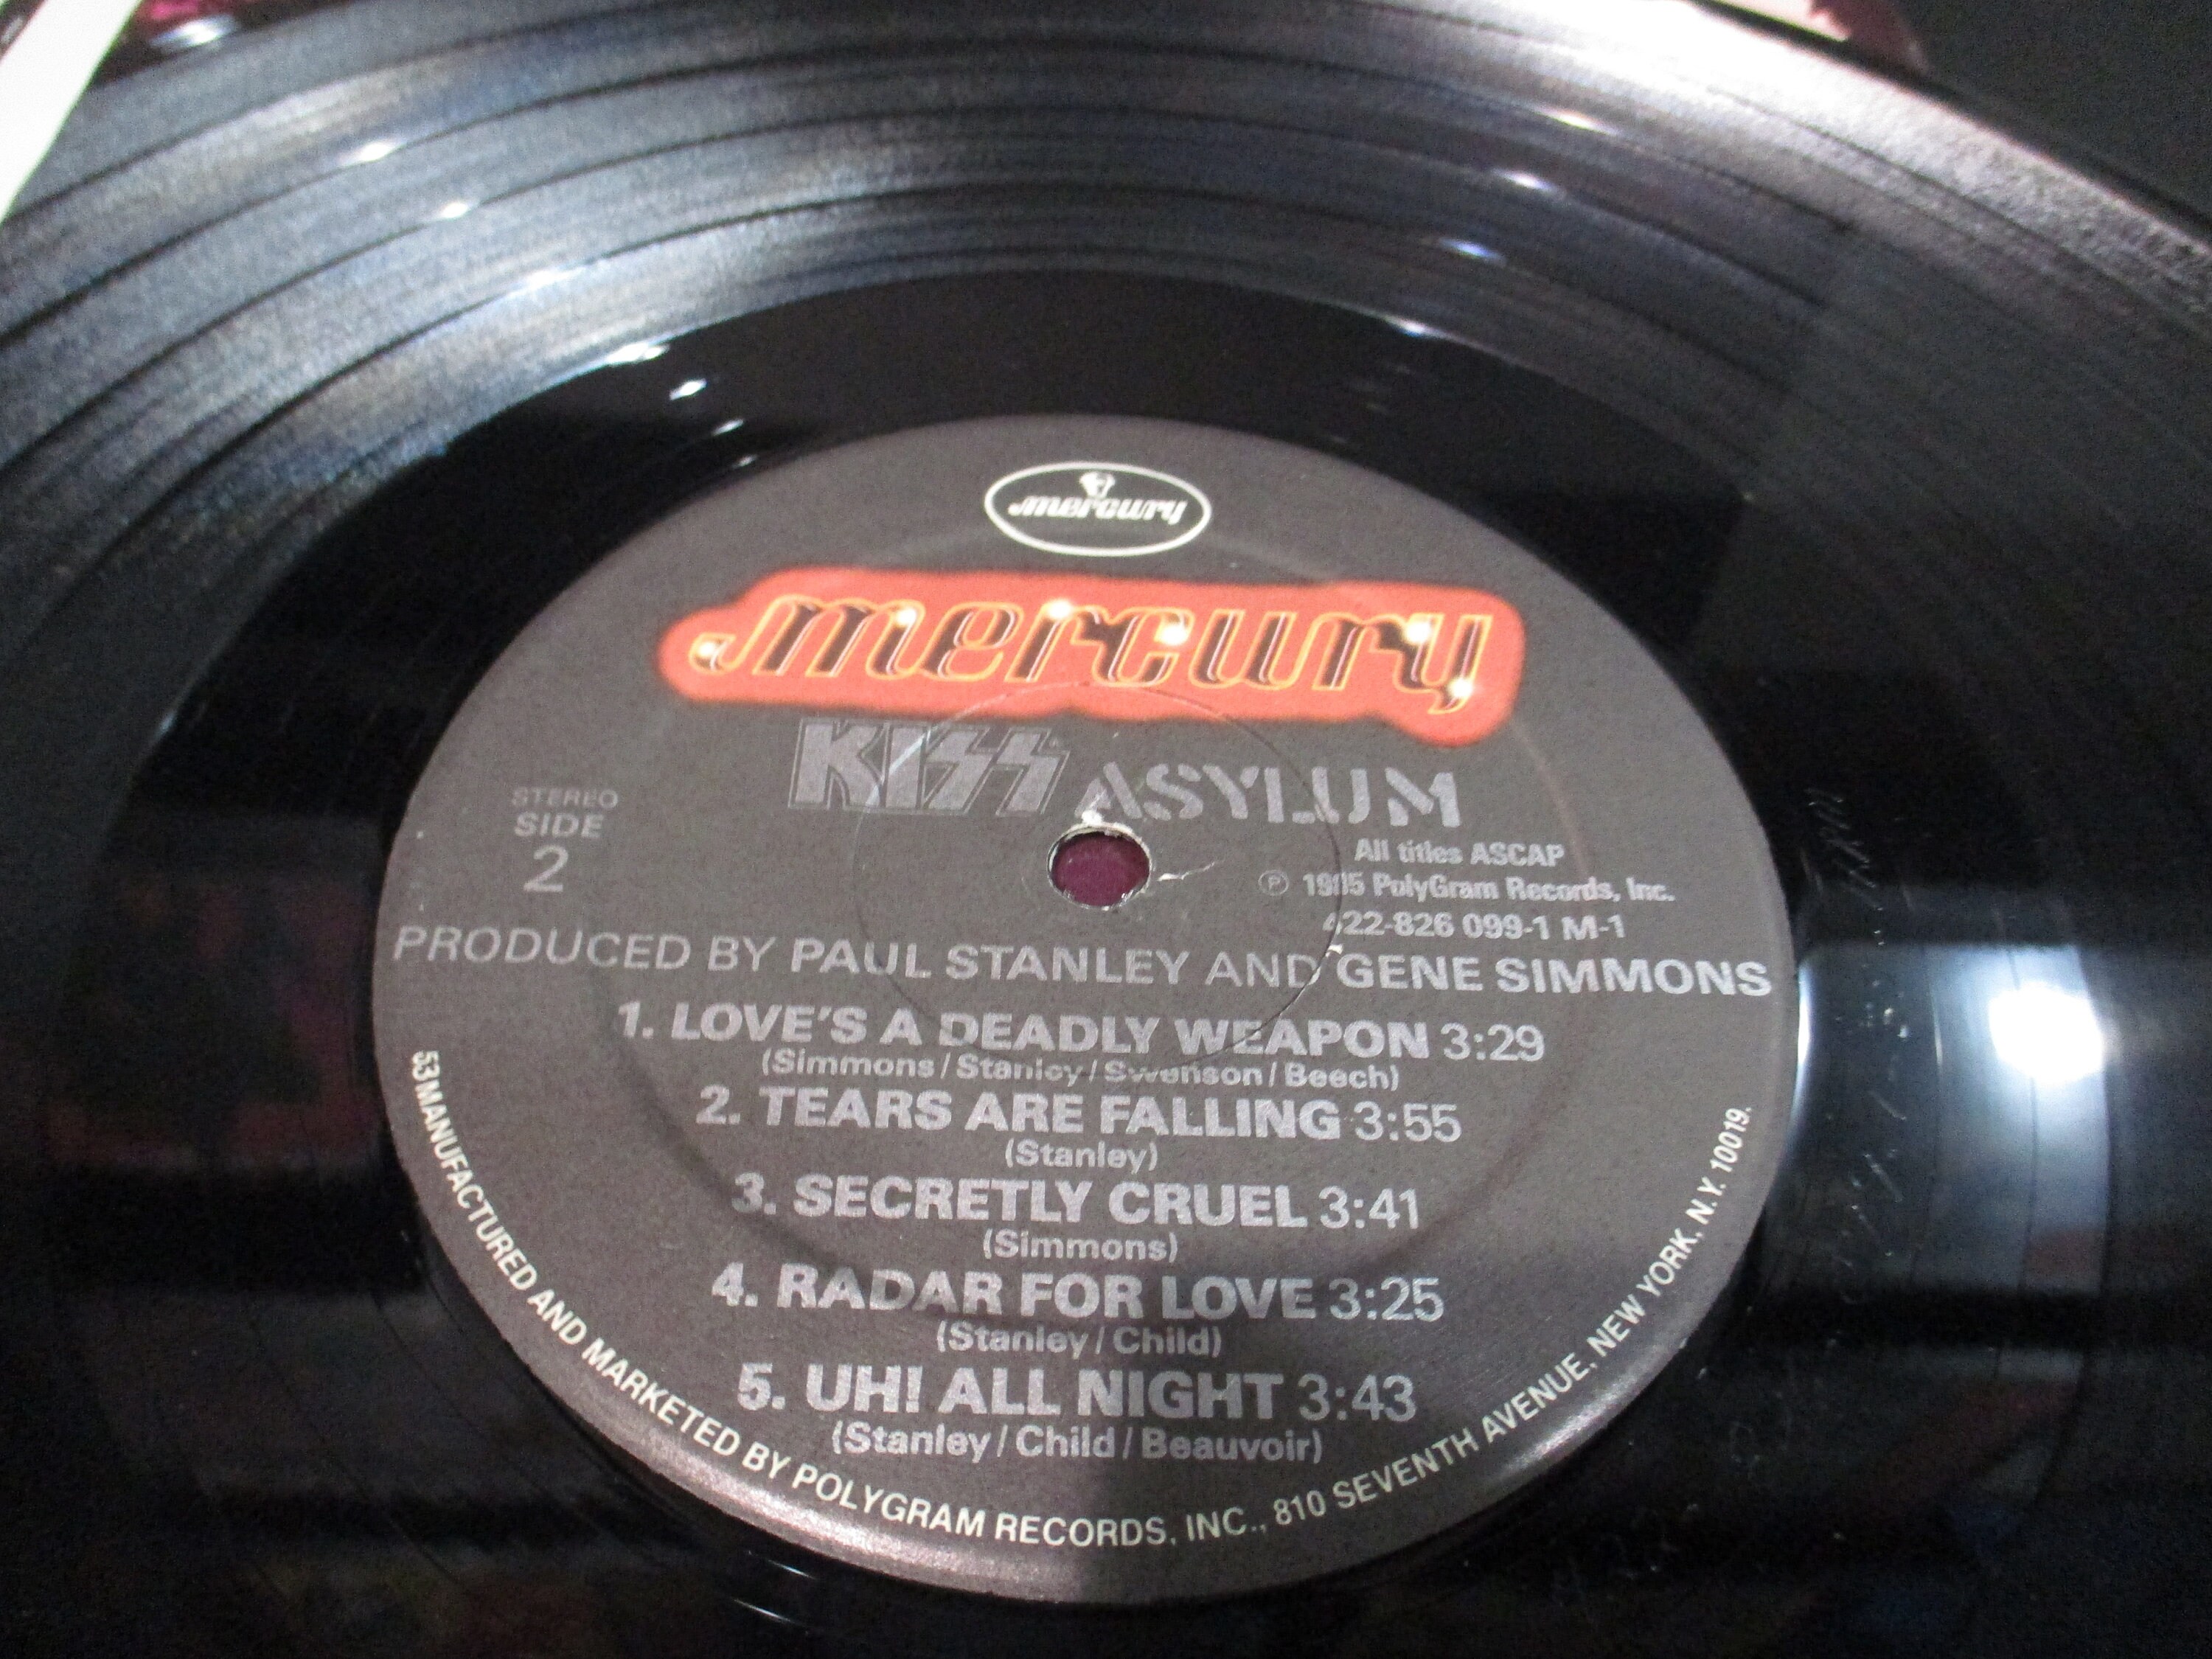 mercury
mercury
KISS ASYLUM
STEREO
SIDE
2
All titles ASCAP
℗ 1985 PolyGram Records, Inc.
422-826 099-1 M-1
PRODUCED BY PAUL STANLEY AND GENE SIMMONS
1. LOVE'S A DEADLY WEAPON 3:29
(Simmons/Stanley/Swenson/Beech)
2. TEARS ARE FALLING 3:55
(Stanley)
3. SECRETLY CRUEL 3:41
(Simmons)
4. RADAR FOR LOVE 3:25
(Stanley/Child)
5. UH! ALL NIGHT 3:43
(Stanley/Child/Beauvoir)
53 MANUFACTURED AND MARKETED BY POLYGRAM RECORDS, INC., 810 SEVENTH AVENUE, NEW YORK, N.Y. 10019.